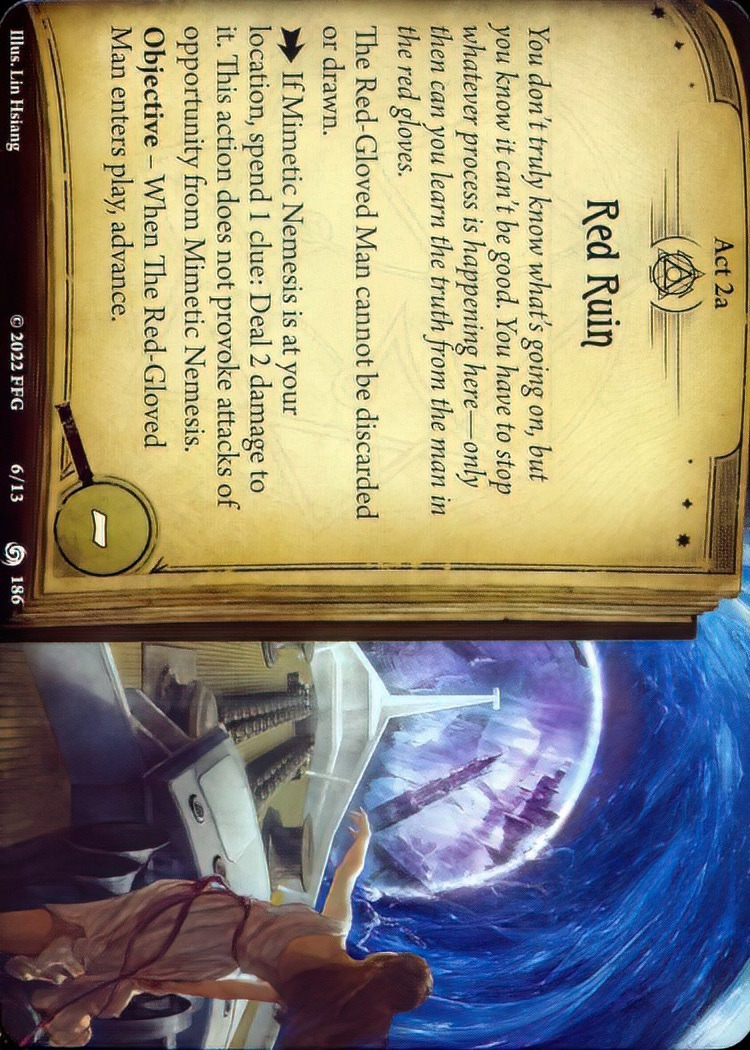 Act 2a
Red Ruin
You don't truly know what's going on, but
you know it can't be good. You have to stop
whatever process is happening here—only
then can you learn the truth from the man in
the red gloves.
The Red-Gloved Man cannot be discarded
or drawn.
If Mimetic Nemesis is at your
location, spend 1 clue: Deal 2 damage to
it. This action does not provoke attacks of
opportunity from Mimetic Nemesis.
Objective – When The Red-Gloved
Man enters play, advance.
–
Illus. Lin Hsiang © 2022 FFG 6/13 186